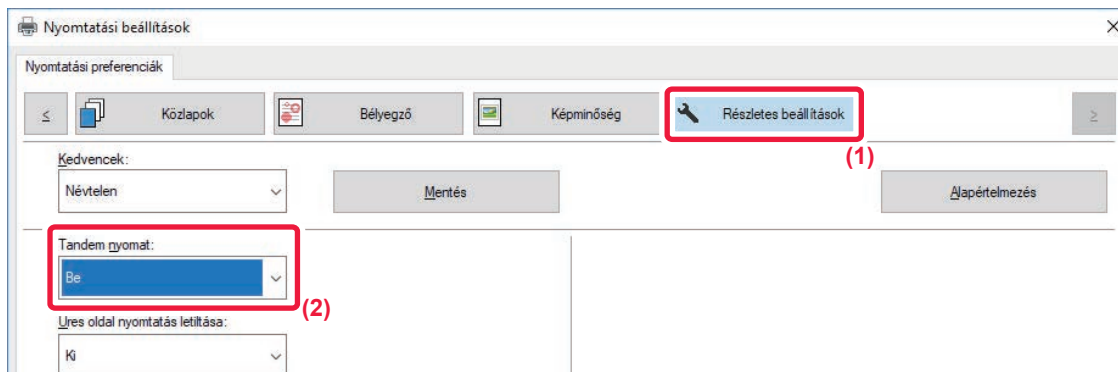 Nyomtatási beállítások
Nyomtatási preferenciák
< Közlapok Bélyegző Képminőség Részletes beállítások >
(1)
Kedvencek:
Névtelen Mentés Alapértelmezés
Tandem nyomat:
Be
(2)
Üres oldal nyomtatás letiltása:
Ki